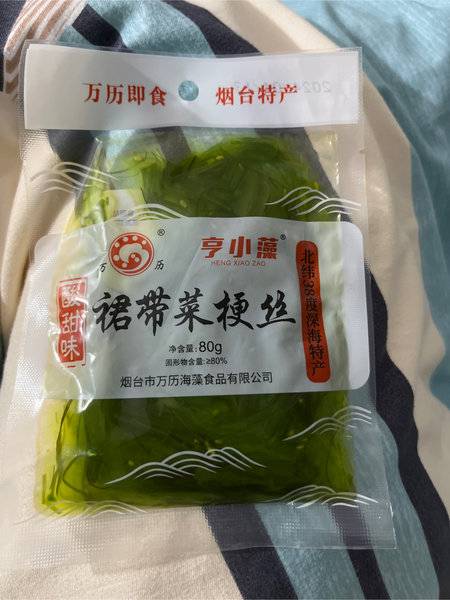 万历即食 烟台特产
万历
®
亨小藻®
HENG XIAO ZAO
北纬38度深海特产
酸甜味
裙带菜梗丝
净含量:80g
固形物含量:≥80%
烟台市万历海藻食品有限公司